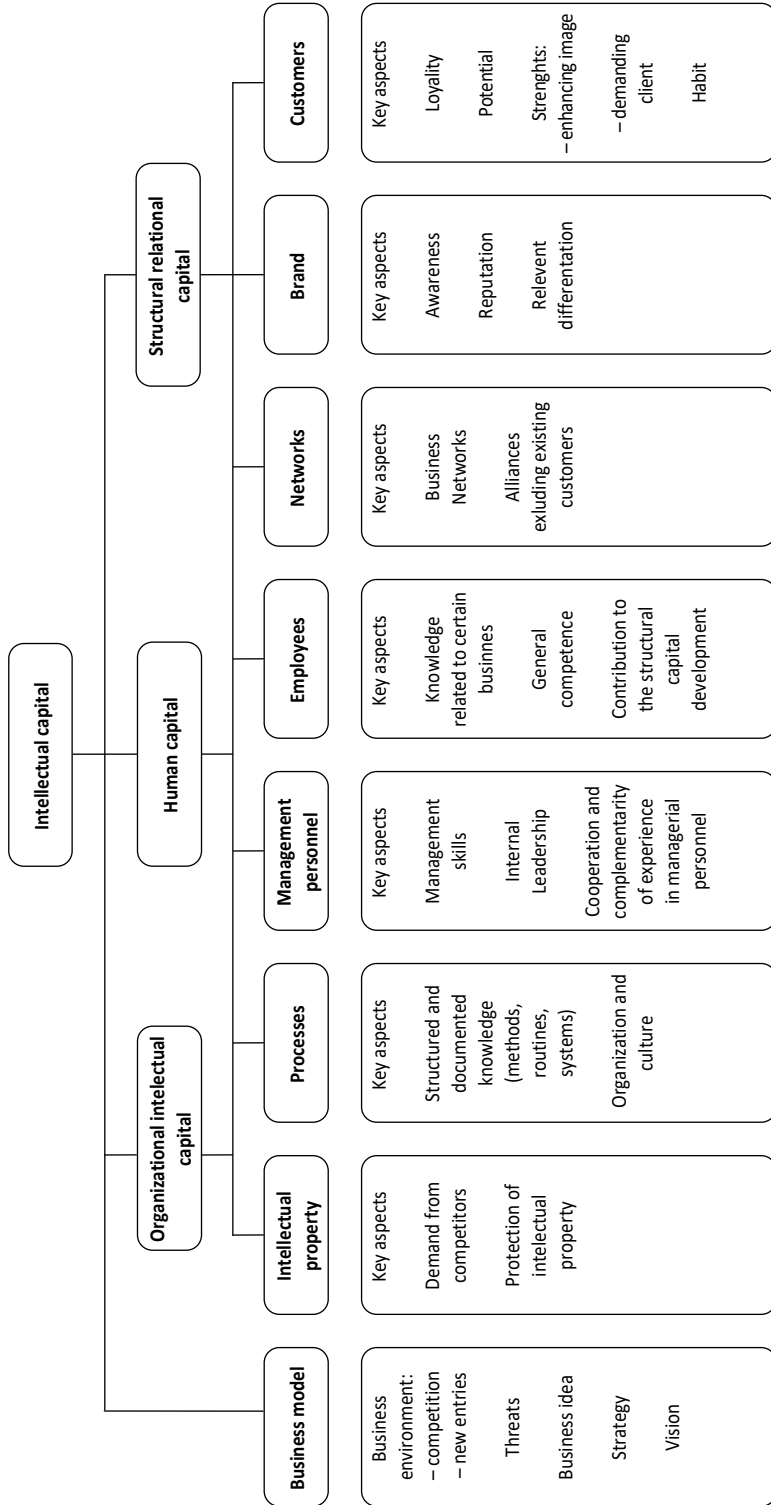 Intellectual capital
Organizational intelectual
capital
Human capital
Structural relational
capital
Business model
Intellectual
property
Processes
Management
personnel
Employees
Networks
Brand
Customers
Business
environment:
– competition
– new entries
Threats
Business idea
Strategy
Vision
Key aspects
Demand from
competitors
Protection of
intelectual
property
Key aspects
Structured and
documented
knowledge
(methods,
routines,
systems)
Organization and
culture
Key aspects
Management
skills
Internal
Leadership
Cooperation and
complementarity
of experience
in managerial
personnel
Key aspects
Knowledge
related to certain
businnes
General
competence
Contribution to
the structural
capital
development
Key aspects
Business
Networks
Alliances
exluding existing
customers
Key aspects
Awareness
Reputation
Relevent
differentation
Key aspects
Loyality
Potential
Strenghts:
– enhancing image
– demanding
client
Habit